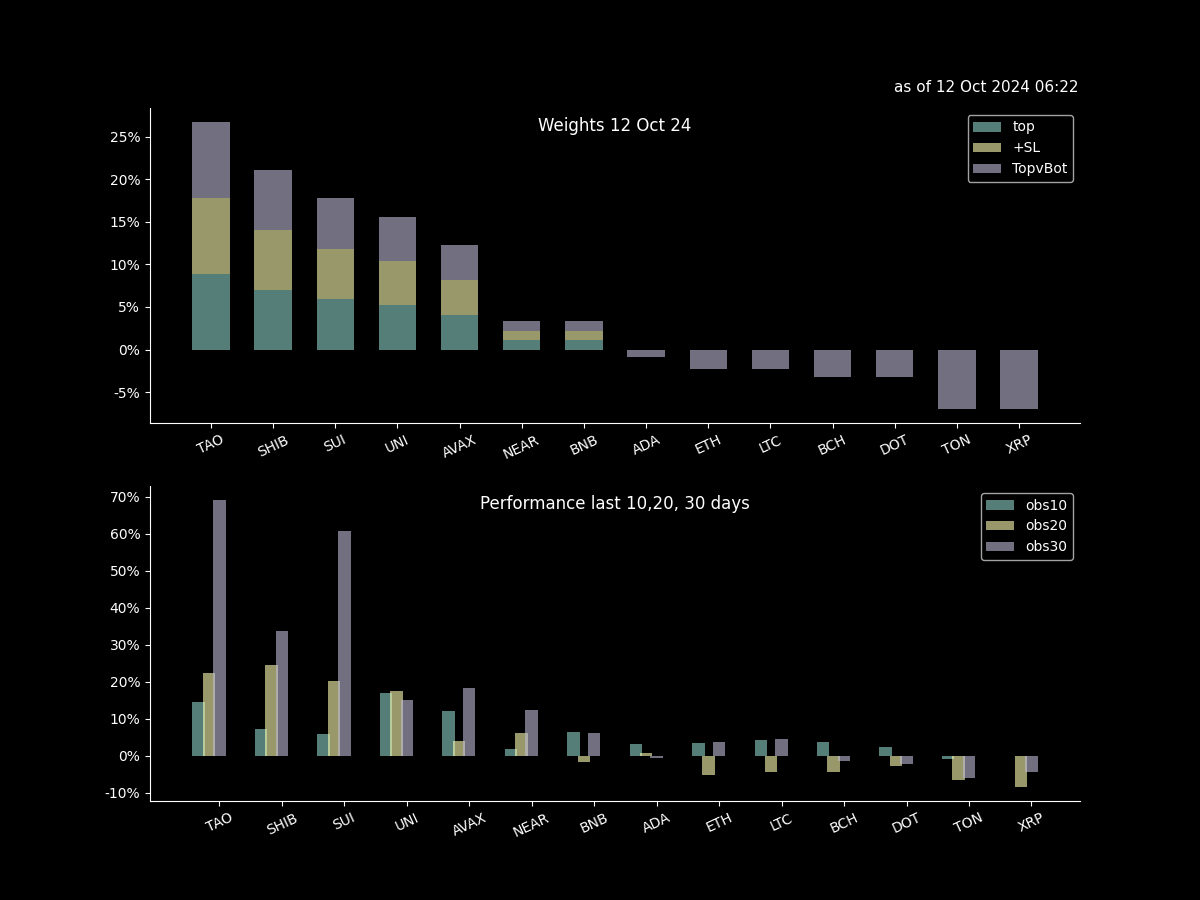 as of 12 Oct 2024 06:22
Weights 12 Oct 24
top
+SL
TopvBot
25%
20%
15%
10%
5%
0%
-5%
TAO SHIB SUI UNI AVAX NEAR BNB ADA ETH LTC BCH DOT TON XRP
Performance last 10,20, 30 days
obs10
obs20
obs30
70%
60%
50%
40%
30%
20%
10%
0%
-10%
TAO SHIB SUI UNI AVAX NEAR BNB ADA ETH LTC BCH DOT TON XRP